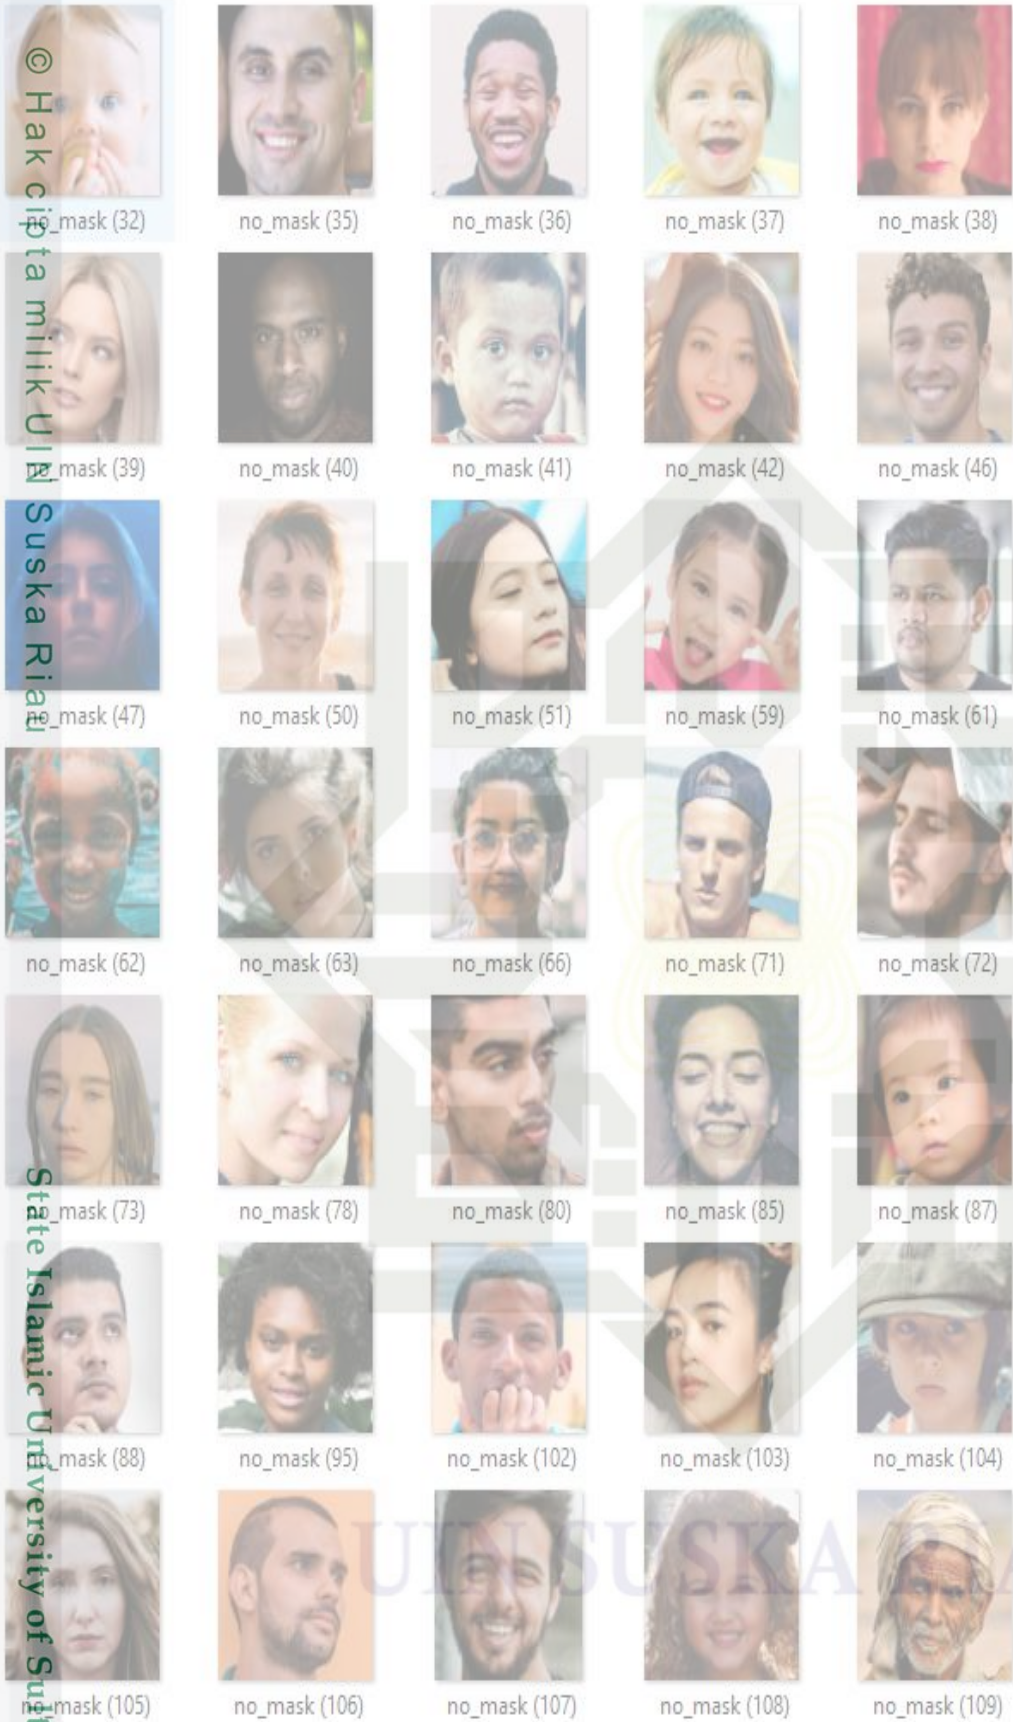 © Hak cipta milik UIN Suska Riau
State Islamic University of Sul
no_mask (32) no_mask (35) no_mask (36) no_mask (37) no_mask (38)
no_mask (39) no_mask (40) no_mask (41) no_mask (42) no_mask (46)
no_mask (47) no_mask (50) no_mask (51) no_mask (59) no_mask (61)
no_mask (62) no_mask (63) no_mask (66) no_mask (71) no_mask (72)
no_mask (73) no_mask (78) no_mask (80) no_mask (85) no_mask (87)
no_mask (88) no_mask (95) no_mask (102) no_mask (103) no_mask (104)
UIN SUSKA RIA
no_mask (105) no_mask (106) no_mask (107) no_mask (108) no_mask (109)